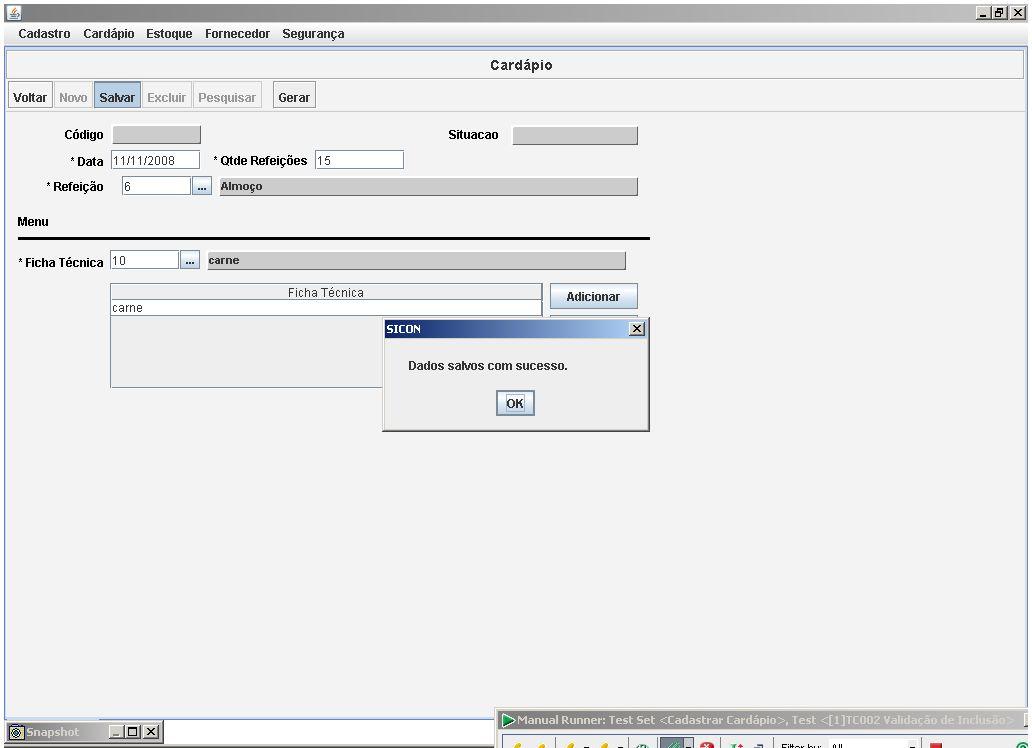 Cadastro Cardápio Estoque Fornecedor Segurança
Cardápio
Voltar Novo Salvar Excluir Pesquisar Gerar
Código Situacao
* Data 11/11/2008 * Qtde Refeições 15
* Refeição 6 ... Almoço
Menu
* Ficha Técnica 10 ... carne
Ficha Técnica
Adicionar
carne
SICON
Dados salvos com sucesso.
OK
Snapshot
Manual Runner: Test Set <Cadastrar Cardápio>, Test <[1]TC002 Validação de Inclusão>
Filter by: All